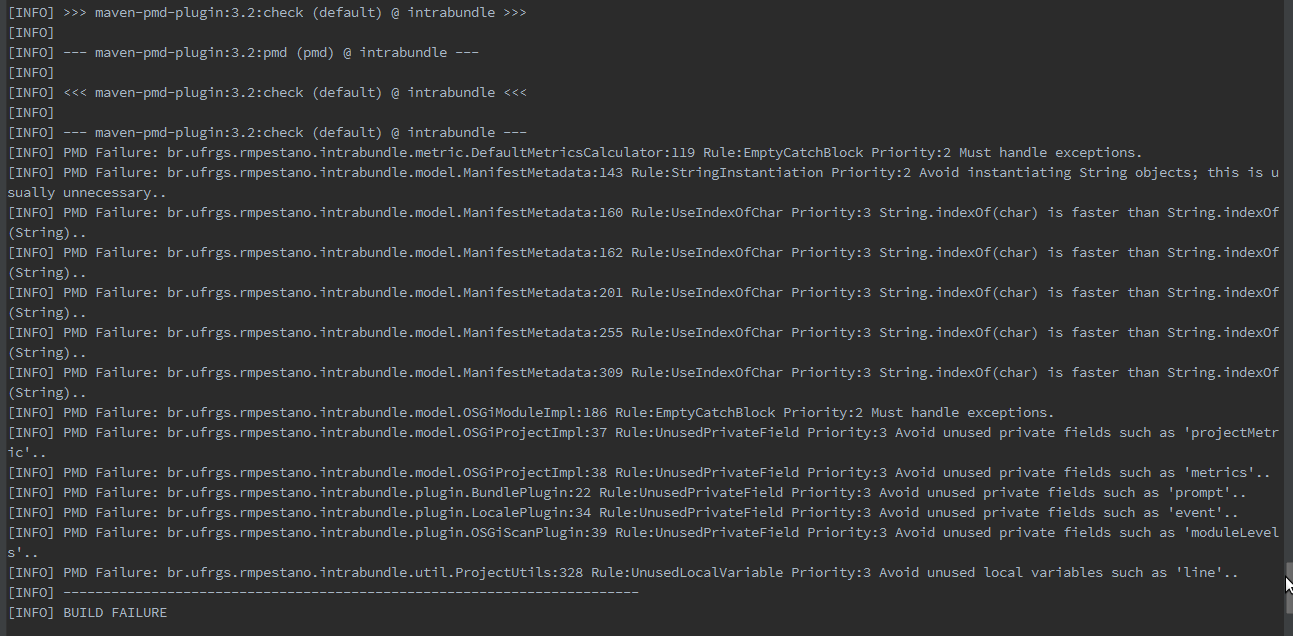 [INFO] >>> maven-pmd-plugin:3.2:check (default) @ intrabundle >>>
[INFO]
[INFO] --- maven-pmd-plugin:3.2:pmd (pmd) @ intrabundle ---
[INFO]
[INFO] <<< maven-pmd-plugin:3.2:check (default) @ intrabundle <<<
[INFO]
[INFO] --- maven-pmd-plugin:3.2:check (default) @ intrabundle ---
[INFO] PMD Failure: br.ufrgs.rmpestano.intrabundle.metric.DefaultMetricsCalculator:119 Rule:EmptyCatchBlock Priority:2 Must handle exceptions.
[INFO] PMD Failure: br.ufrgs.rmpestano.intrabundle.model.ManifestMetadata:143 Rule:StringInstantiation Priority:2 Avoid instantiating String objects; this is u
sually unnecessary..
[INFO] PMD Failure: br.ufrgs.rmpestano.intrabundle.model.ManifestMetadata:160 Rule:UseIndexOfChar Priority:3 String.indexOf(char) is faster than String.indexOf
(String)..
[INFO] PMD Failure: br.ufrgs.rmpestano.intrabundle.model.ManifestMetadata:162 Rule:UseIndexOfChar Priority:3 String.indexOf(char) is faster than String.indexOf
(String)..
[INFO] PMD Failure: br.ufrgs.rmpestano.intrabundle.model.ManifestMetadata:201 Rule:UseIndexOfChar Priority:3 String.indexOf(char) is faster than String.indexOf
(String)..
[INFO] PMD Failure: br.ufrgs.rmpestano.intrabundle.model.ManifestMetadata:255 Rule:UseIndexOfChar Priority:3 String.indexOf(char) is faster than String.indexOf
(String)..
[INFO] PMD Failure: br.ufrgs.rmpestano.intrabundle.model.ManifestMetadata:309 Rule:UseIndexOfChar Priority:3 String.indexOf(char) is faster than String.indexOf
(String)..
[INFO] PMD Failure: br.ufrgs.rmpestano.intrabundle.model.OSGiModuleImpl:186 Rule:EmptyCatchBlock Priority:2 Must handle exceptions.
[INFO] PMD Failure: br.ufrgs.rmpestano.intrabundle.model.OSGiProjectImpl:37 Rule:UnusedPrivateField Priority:3 Avoid unused private fields such as 'projectMetr
ic'..
[INFO] PMD Failure: br.ufrgs.rmpestano.intrabundle.model.OSGiProjectImpl:38 Rule:UnusedPrivateField Priority:3 Avoid unused private fields such as 'metrics'..
[INFO] PMD Failure: br.ufrgs.rmpestano.intrabundle.plugin.BundlePlugin:22 Rule:UnusedPrivateField Priority:3 Avoid unused private fields such as 'prompt'..
[INFO] PMD Failure: br.ufrgs.rmpestano.intrabundle.plugin.LocalePlugin:34 Rule:UnusedPrivateField Priority:3 Avoid unused private fields such as 'event'..
[INFO] PMD Failure: br.ufrgs.rmpestano.intrabundle.plugin.OSGiScanPlugin:39 Rule:UnusedPrivateField Priority:3 Avoid unused private fields such as 'moduleLevel
s'..
[INFO] PMD Failure: br.ufrgs.rmpestano.intrabundle.util.ProjectUtils:328 Rule:UnusedLocalVariable Priority:3 Avoid unused local variables such as 'line'..
[INFO] ------------------------------------------------------------------------
[INFO] BUILD FAILURE